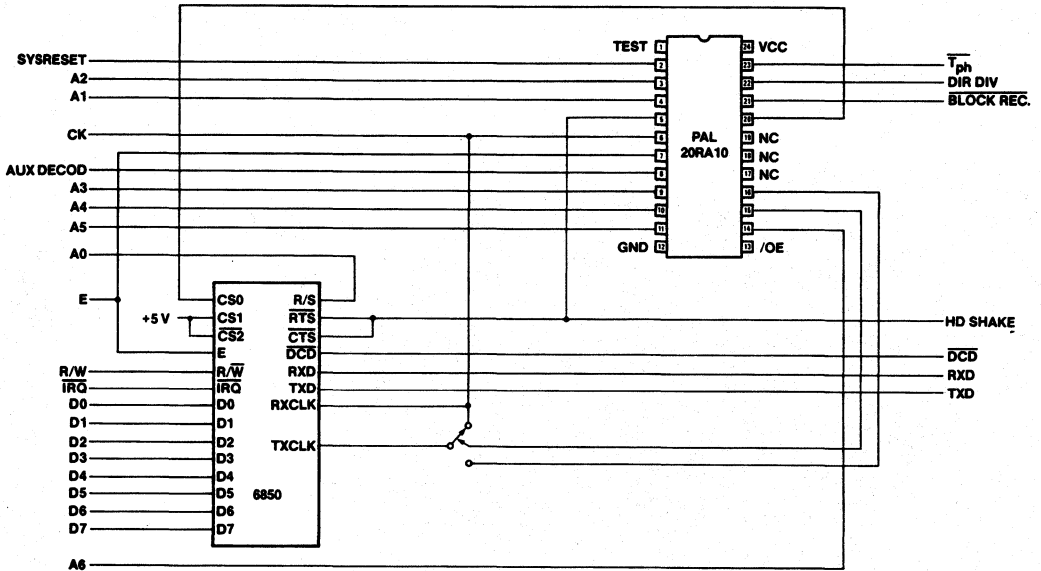 TEST 1 24 VCC
SYSRESET 2 23 Tph
A2 3 22 DIR DIV
A1 4 21 BLOCK REC.
5 20
CK 6 PAL 19 NC
7 20RA10 18 NC
AUX DECOD 8 17 NC
A3 9 16
A4 10 15
A5 11 14
GND 12 13 /OE
A0
E CS0 R/S
+5 V CS1 RTS HD SHAKE
CS2 CTS
E DCD DCD
R/W R/W RXD RXD
IRQ IRQ TXD TXD
D0 D0 RXCLK
D1 D1
D2 D2 TXCLK
D3 D3
D4 D4
D5 D5 6850
D6 D6
D7 D7
A6